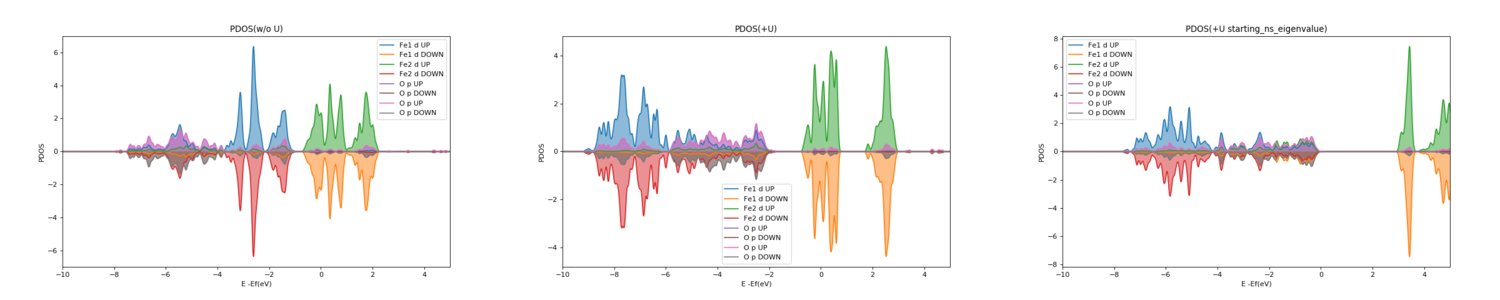 PDOS(w/o U)
Fe1 d UP
Fe1 d DOWN
Fe2 d UP
Fe2 d DOWN
O p UP
O p DOWN
O p UP
O p DOWN
PDOS
6
4
2
0
−2
−4
−6
−10
−8
−6
−4
−2
0
2
4
E -Ef(eV)
PDOS(+U)
4
2
0
−2
−4
PDOS
Fe1 d UP
Fe1 d DOWN
Fe2 d UP
Fe2 d DOWN
O p UP
O p DOWN
O p UP
O p DOWN
−10
−8
−6
−4
−2
0
2
4
E -Ef(eV)
PDOS(+U starting_ns_eigenvalue)
Fe1 d UP
Fe1 d DOWN
Fe2 d UP
Fe2 d DOWN
O p UP
O p DOWN
O p UP
O p DOWN
PDOS
8
6
4
2
0
−2
−4
−6
−8
−10
−8
−6
−4
−2
0
2
4
E -Ef(eV)